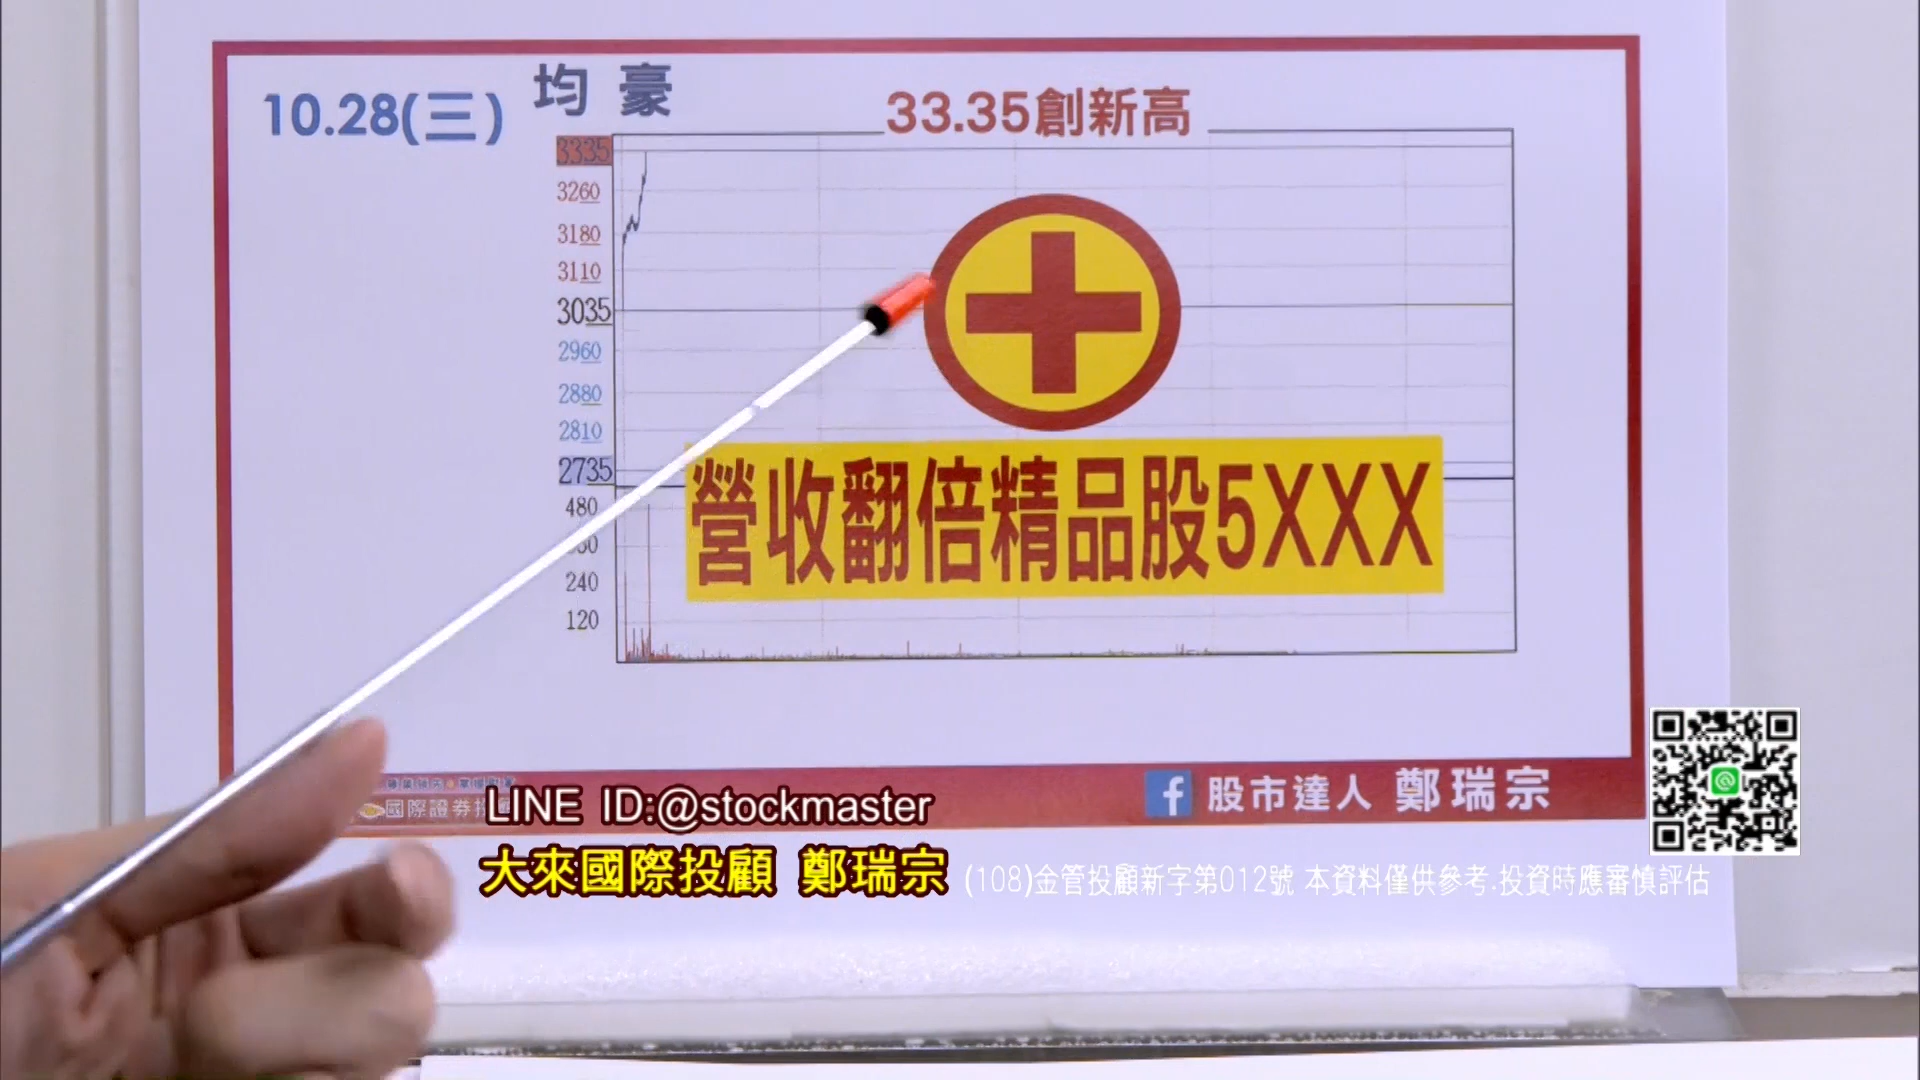 10.28(三)
均豪
33.35創新高
3335
3260
3180
3110
3035
2960
2880
2810
2735
480
240
120
營收翻倍精品股5XXX
國際證券投
股市達人 鄭瑞宗
LINE ID:@stockmaster
大來國際投顧 鄭瑞宗
(108)金管投顧新字第012號 本資料僅供參考.投資時應審慎評估